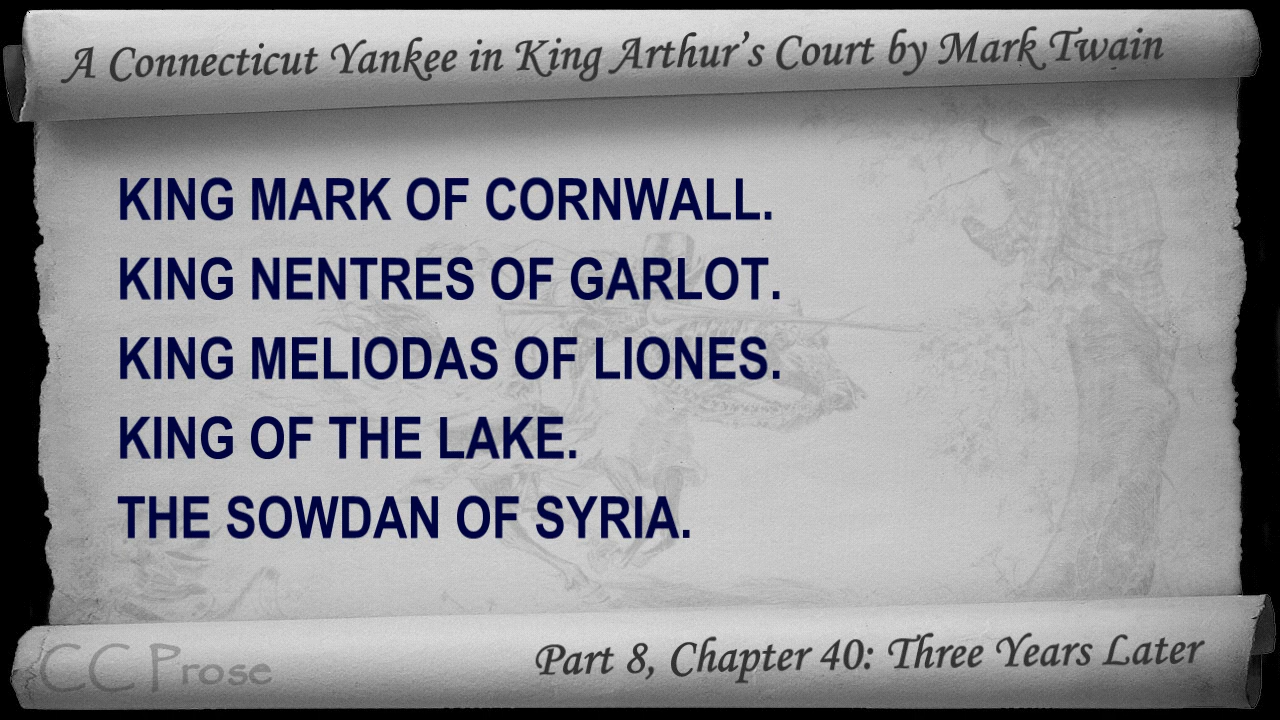 A Connecticut Yankee in King Arthur's Court by Mark Twain
KING MARK OF CORNWALL.
KING NENTRES OF GARLOT.
KING MELIODAS OF LIONES.
KING OF THE LAKE.
THE SOWDAN OF SYRIA.
CC Prose
Part 8, Chapter 40: Three Years Later